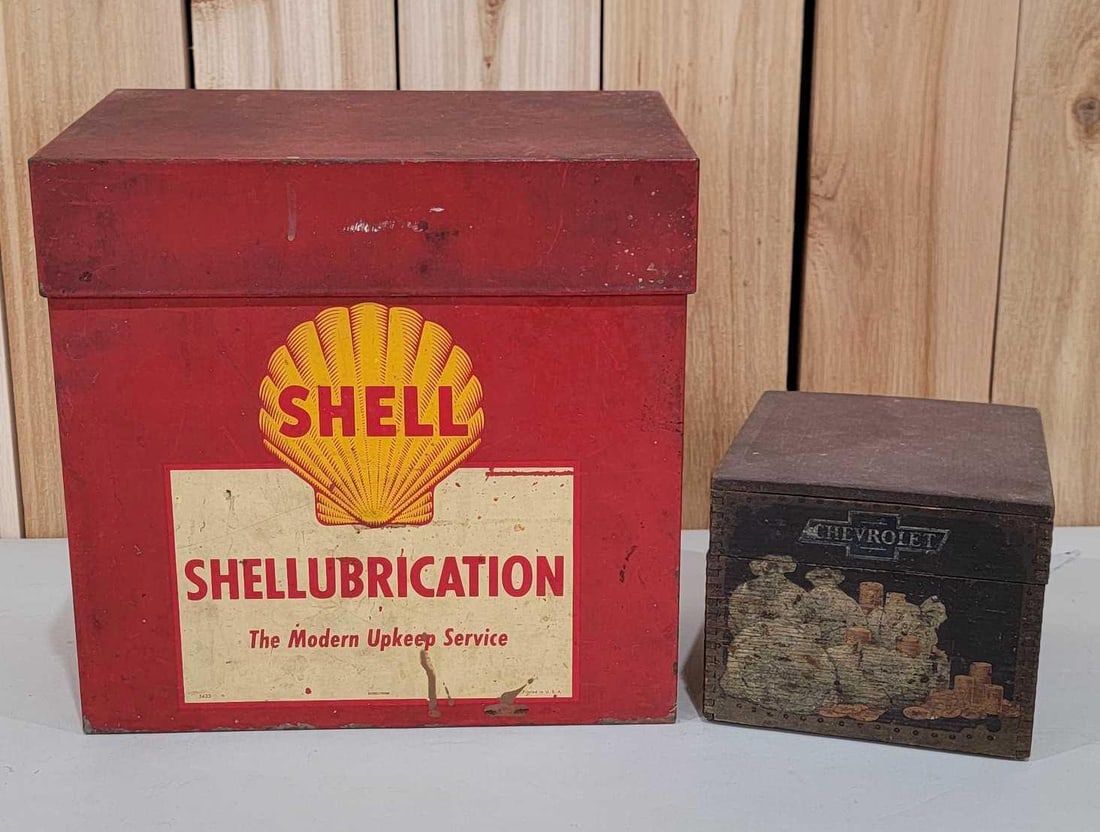 SHELL
SHELLUBRICATION
The Modern Upkeep Service
CHEVROLET